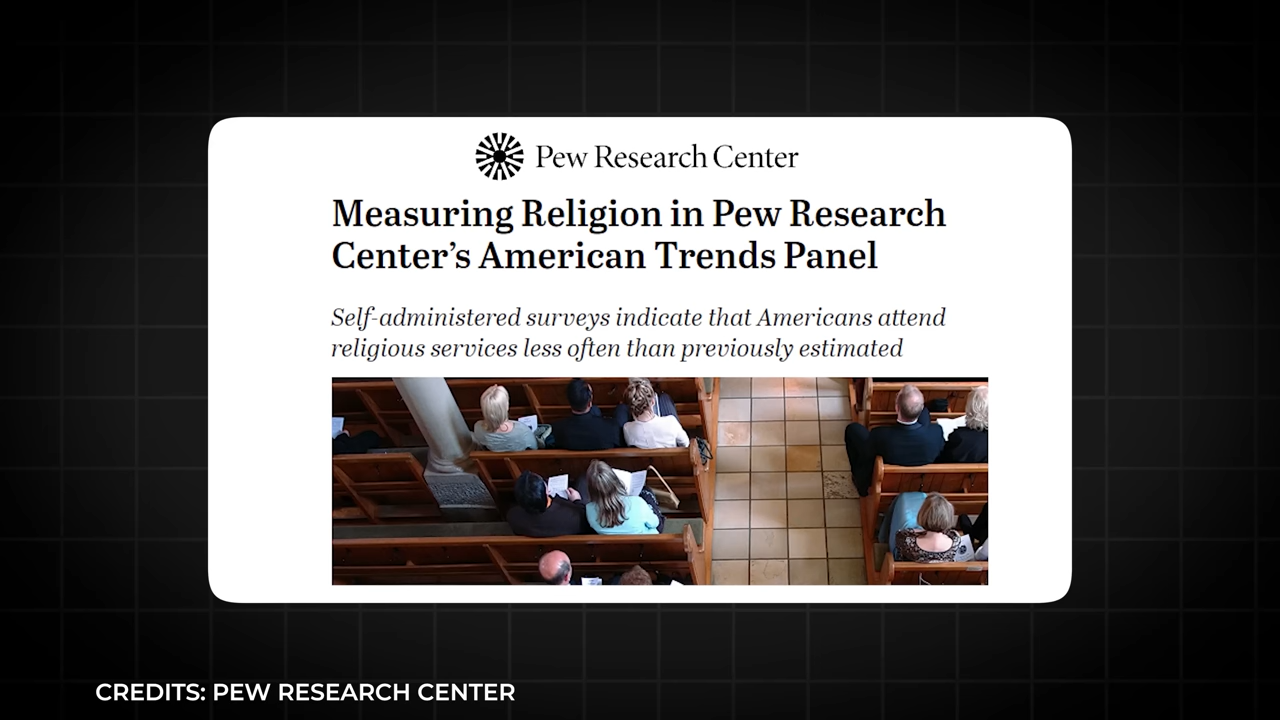 Pew Research Center
Measuring Religion in Pew Research
Center’s American Trends Panel
Self-administered surveys indicate that Americans attend
religious services less often than previously estimated
CREDITS: PEW RESEARCH CENTER